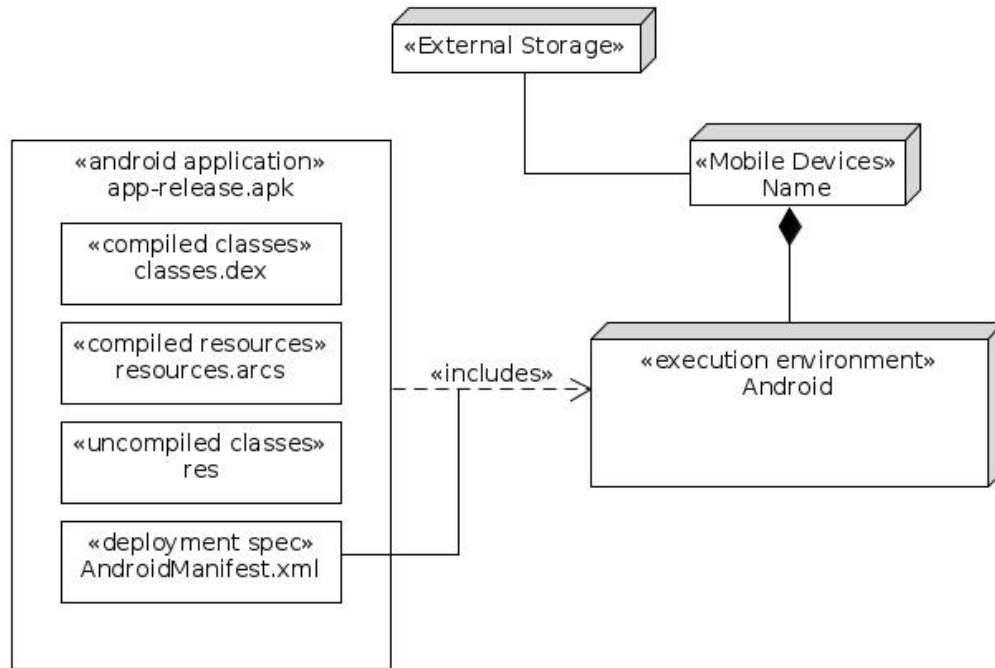 «External Storage»
«Mobile Devices»
Name
«android application»
app-release.apk
«compiled classes»
classes.dex
«compiled resources»
resources.arcs
«uncompiled classes»
res
«deployment spec»
AndroidManifest.xml
«includes»
«execution environment»
Android